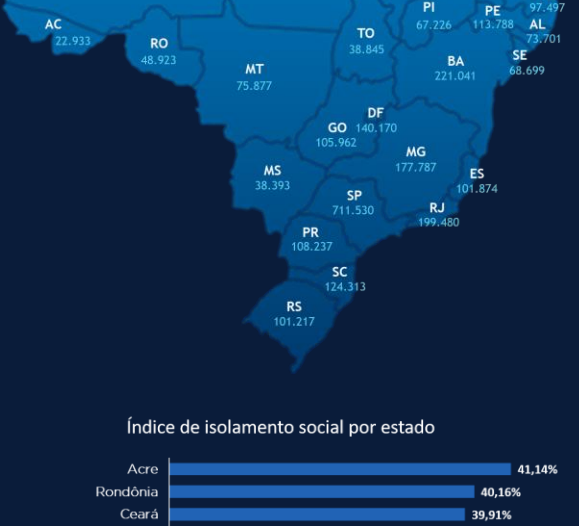 97.497
PI
67.226
PE
113.788
AL
73.701
AC
22.933
RO
48.923
TO
38.845
SE
68.699
MT
75.877
BA
221.041
DF
140.170
GO
105.962
MG
177.787
MS
38.393
ES
101.874
SP
711.530
RJ
199.480
PR
108.237
SC
124.313
RS
101.217
Índice de isolamento social por estado
Acre 41,14%
Rondônia 40,16%
Ceará 39,91%